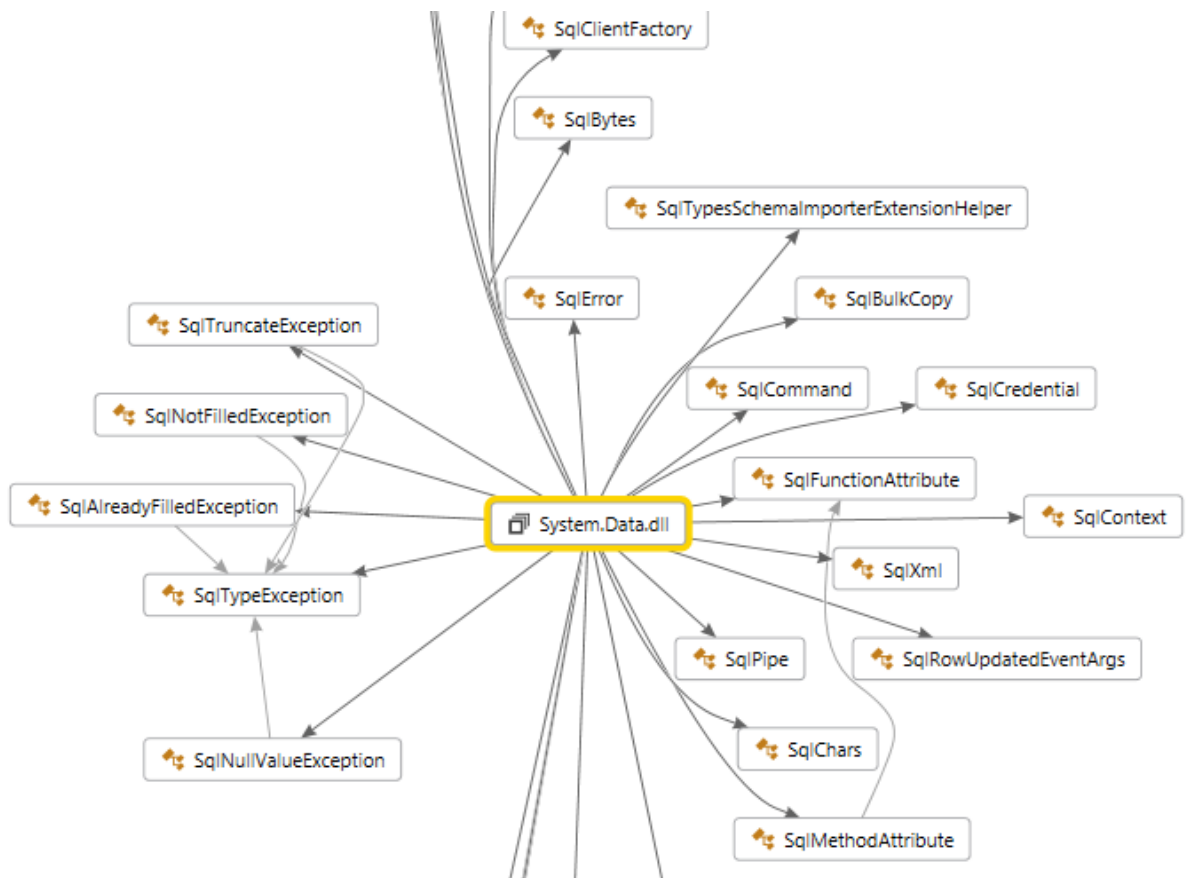 SqlClientFactory
SqlBytes
SqlTypesSchemaImporterExtensionHelper
SqlError
SqlBulkCopy
SqlTruncateException
SqlCommand
SqlCredential
SqlNotFilledException
SqlFunctionAttribute
SqlAlreadyFilledException
System.Data.dll
SqlContext
SqlXml
SqlTypeException
SqlPipe
SqlRowUpdatedEventArgs
SqlChars
SqlNullValueException
SqlMethodAttribute